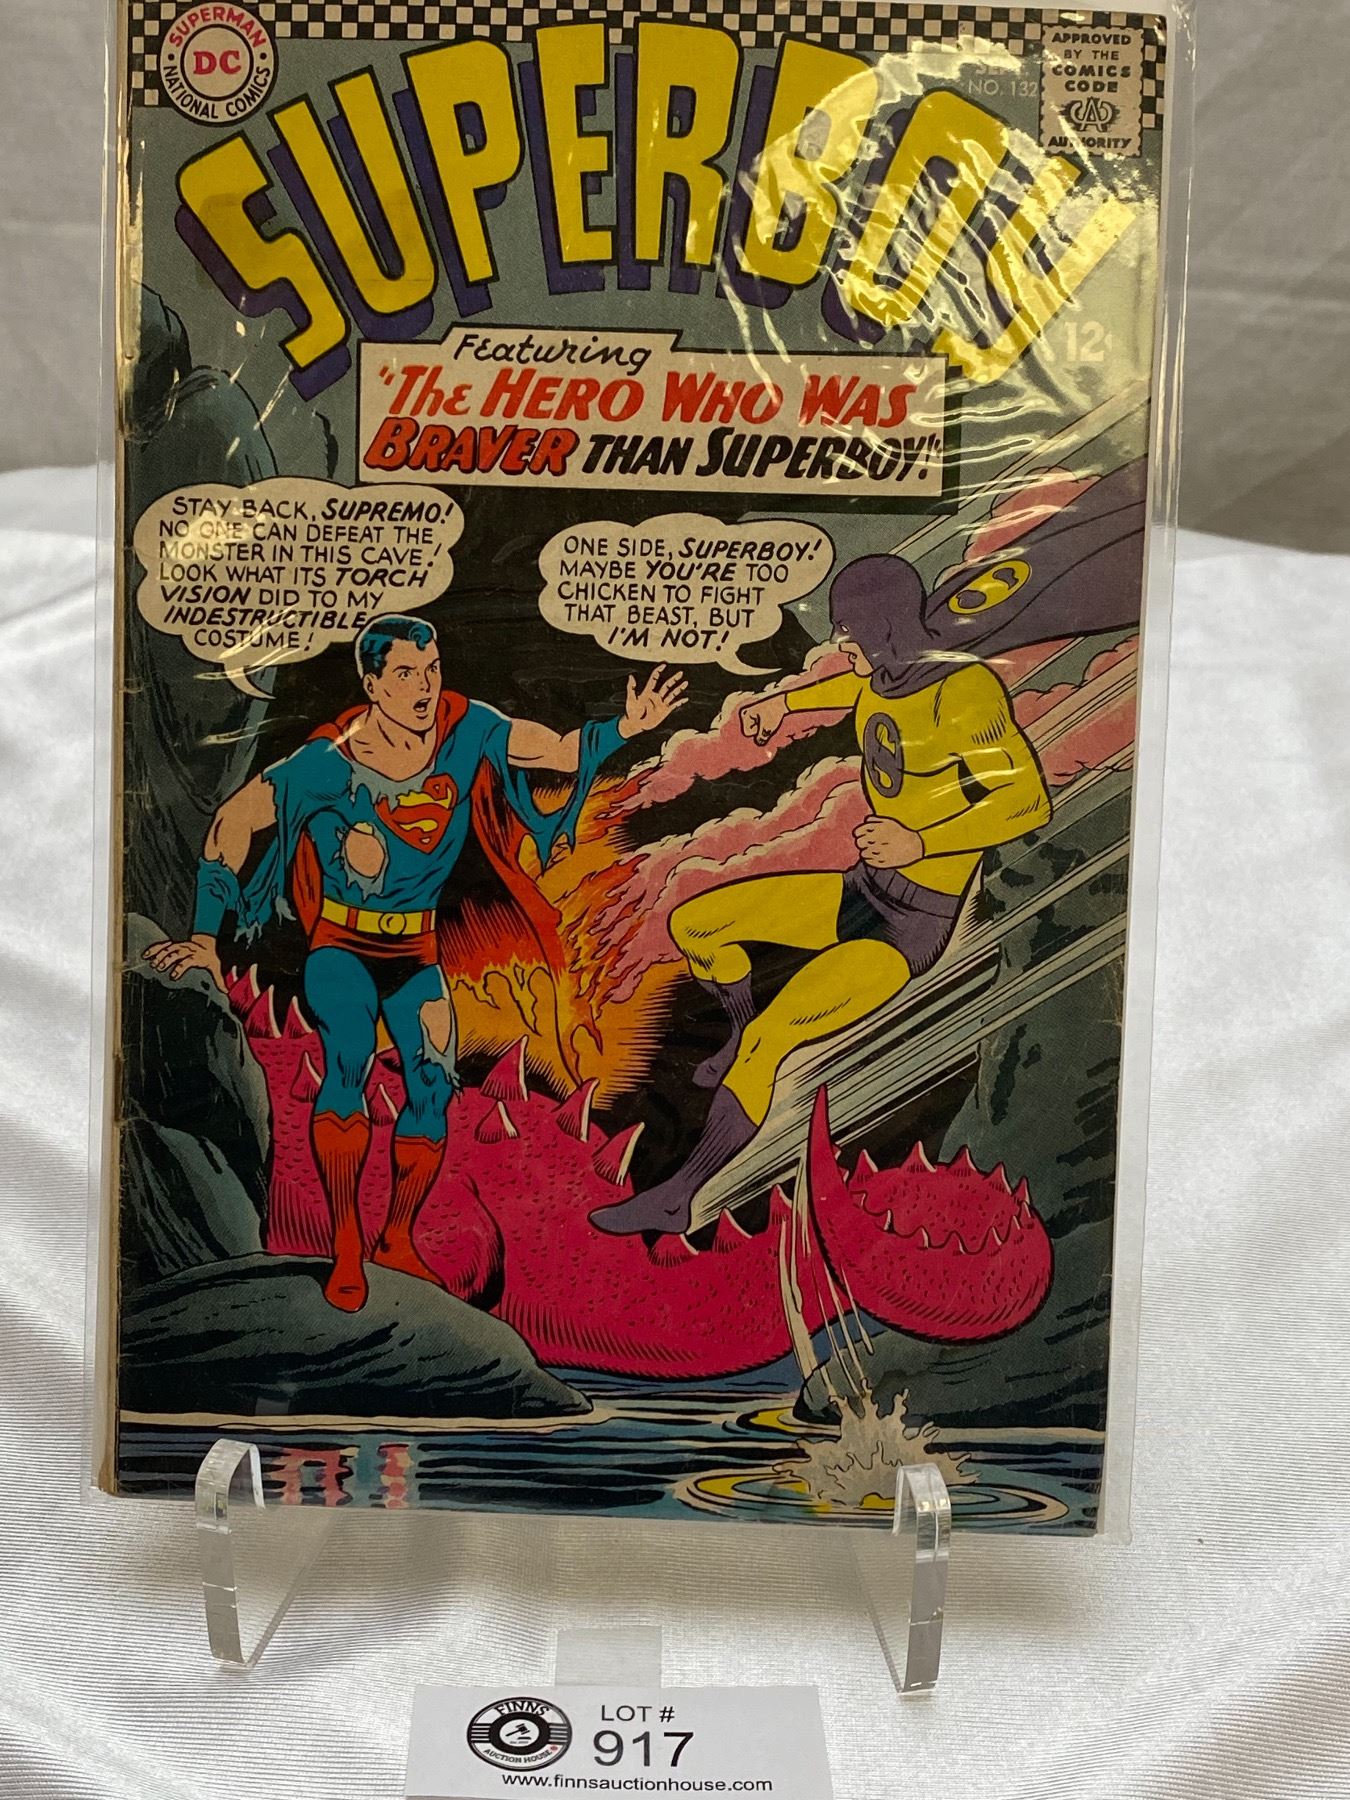 SUPERMAN
DC
NATIONAL COMICS
SUPERBOY
NO. 132
APPROVED
BY THE
COMICS
CODE
CA
AUTHORITY
12¢
Featuring
"The HERO WHO WAS
BRAVER THAN SUPERBOY!"
STAY BACK, SUPREMO!
NO ONE CAN DEFEAT THE
MONSTER IN THIS CAVE!
LOOK WHAT ITS TORCH
VISION DID TO MY
INDESTRUCTIBLE
COSTUME!
ONE SIDE, SUPERBOY!
MAYBE YOU'RE TOO
CHICKEN TO FIGHT
THAT BEAST, BUT
I'M NOT!
S
S
FINNS
AUCTION HOUSE
LOT #
917
www.finnsauctionhouse.com